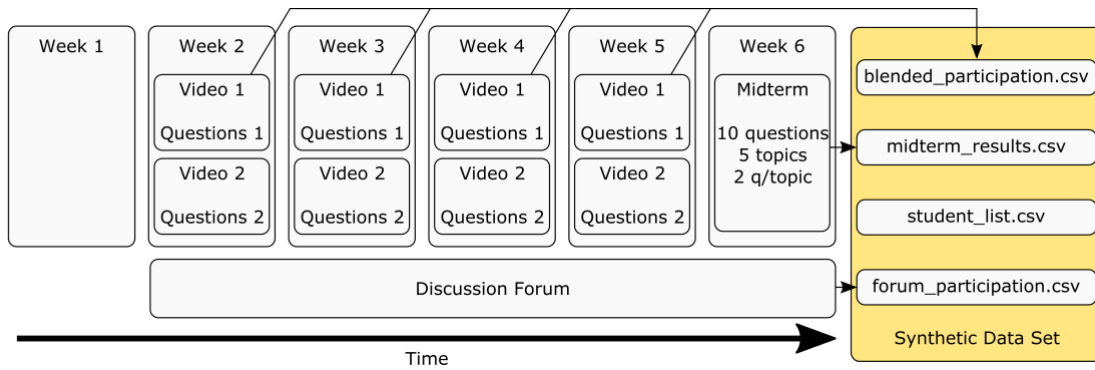 Week 1
Week 2
Video 1
Questions 1
Video 2
Questions 2
Week 3
Video 1
Questions 1
Video 2
Questions 2
Week 4
Video 1
Questions 1
Video 2
Questions 2
Week 5
Video 1
Questions 1
Video 2
Questions 2
Week 6
Midterm
10 questions
5 topics
2 q/topic
Discussion Forum
Time
blended_participation.csv
midterm_results.csv
student_list.csv
forum_participation.csv
Synthetic Data Set